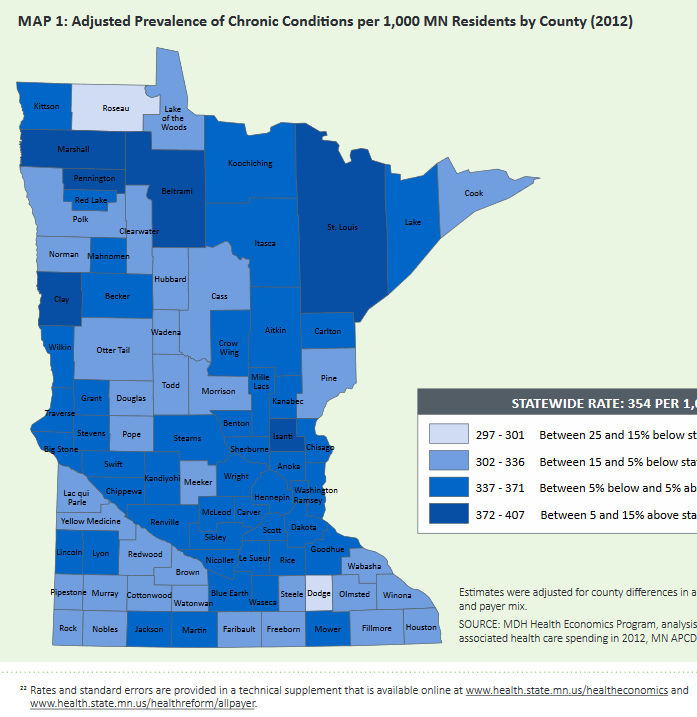 MAP 1: Adjusted Prevalence of Chronic Conditions per 1,000 MN Residents by County (2012)
Kittson
Roseau
Lake
of the
Woods
Marshall
Koochiching
Pennington
Beltrami
Red Lake
Polk
Clearwater
St. Louis
Lake
Cook
Itasca
Norman
Mahnomen
Hubbard
Cass
Clay
Becker
Wadena
Aitkin
Carlton
Crow
Wing
Wilkin
Otter Tail
Todd
Morrison
Mille
Lacs
Pine
Kanabec
Grant
Douglas
Traverse
Stevens
Pope
Stearns
Benton
Isanti
Big Stone
Sherburne
Chisago
Swift
Kandiyohi
Meeker
Wright
Anoka
Lac qui
Parle
Chippewa
Hennepin
Washington
Ramsey
Yellow Medicine
Renville
McLeod
Carver
Scott
Dakota
Sibley
Lincoln
Lyon
Redwood
Nicollet
Le Sueur
Rice
Goodhue
Wabasha
Brown
Pipestone
Murray
Cottonwood
Watonwan
Blue Earth
Waseca
Steele
Dodge
Olmsted
Winona
Rock
Nobles
Jackson
Martin
Faribault
Freeborn
Mower
Fillmore
Houston
STATEWIDE RATE: 354 PER 1,
297 - 301 Between 25 and 15% below st
302 - 336 Between 15 and 5% below sta
337 - 371 Between 5% below and 5% ab
372 - 407 Between 5 and 15% above sta
Estimates were adjusted for county differences in a
and payer mix.
SOURCE: MDH Health Economics Program, analysis
associated health care spending in 2012, MN APCD
²² Rates and standard errors are provided in a technical supplement that is available online at www.health.state.mn.us/healtheconomics and
www.health.state.mn.us/healthreform/allpayer.